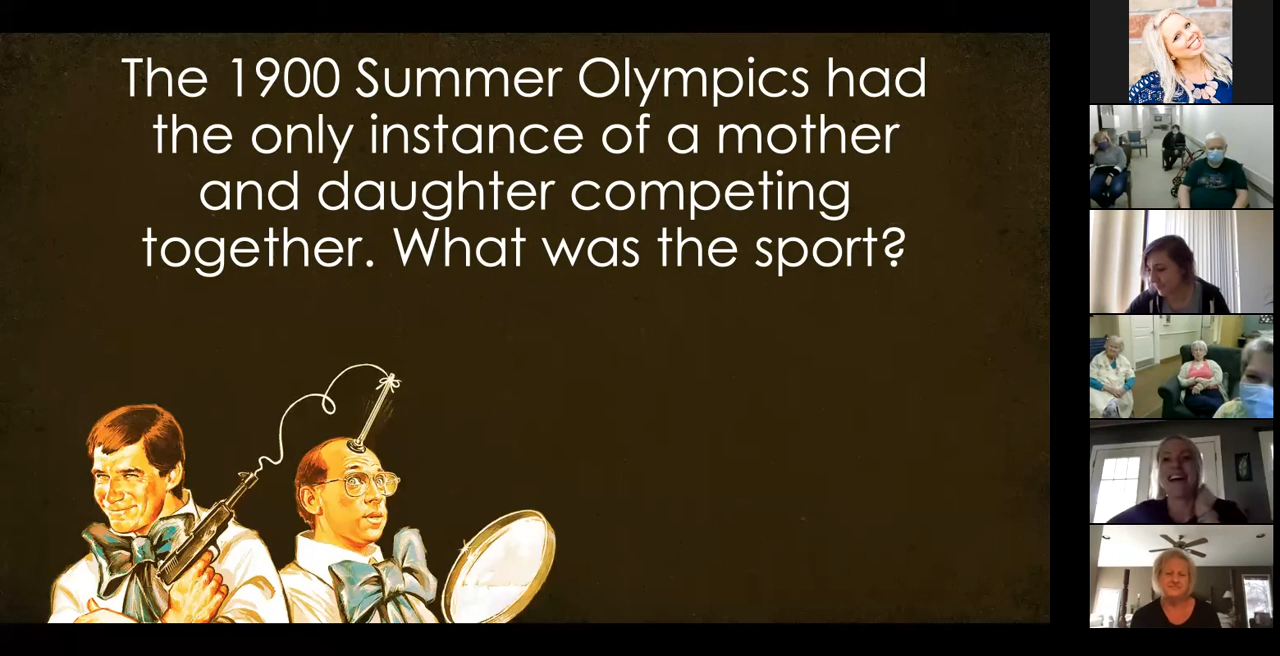 The 1900 Summer Olympics had
the only instance of a mother
and daughter competing
together. What was the sport?